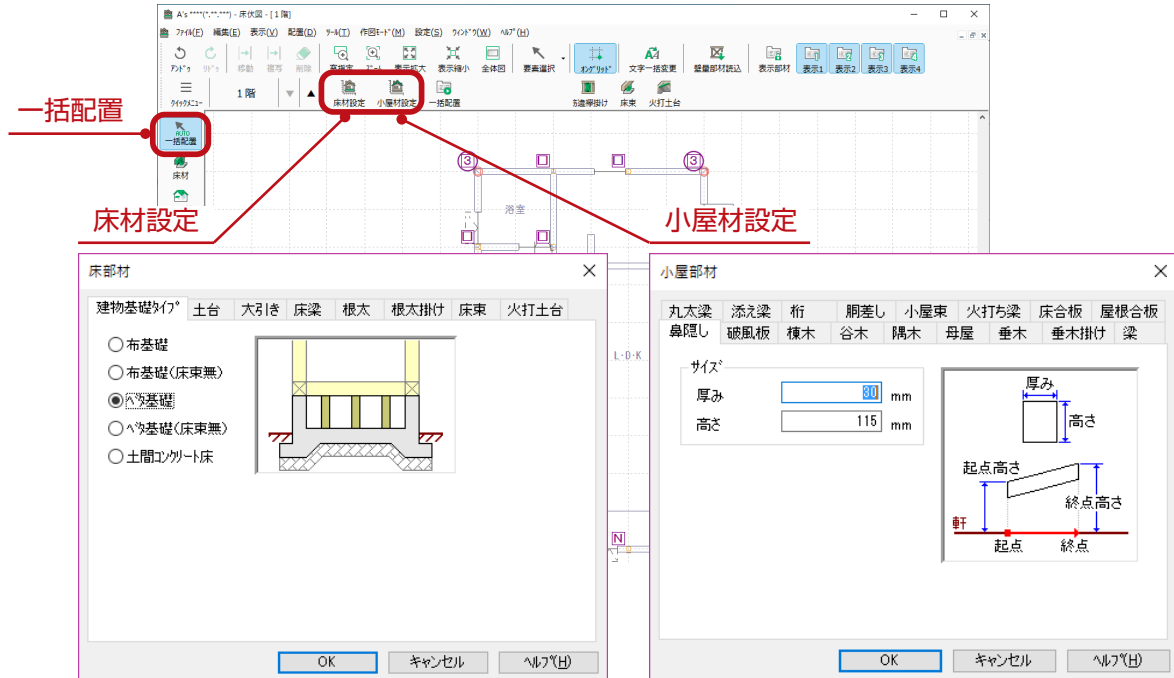 A's ****(*.**.***) - 床伏図 - [1 階]
ﾌｧｲﾙ(F) 編集(E) 表示(V) 配置(D) ﾂｰﾙ(T) 作図ﾓｰﾄﾞ(M) 設定(S) ｳｨﾝﾄﾞｳ(W) ﾍﾙﾌﾟ(H)
ｱﾝﾄﾞｩ ﾘﾄﾞｩ 移動 複写 削除 窓指定 ｽﾞｰﾑ 表示拡大 表示縮小 全体図 要素選択 ｵﾝｸﾞﾘｯﾄﾞ 文字一括変更 壁量部材読込 表示部材 表示1 表示2 表示3 表示4
ｸｲｯｸﾒﾆｭｰ 1 階 床材設定 小屋材設定 一括配置 床束 火打土台
一括配置
AUTO
一括配置
床材
3
3
浴室
床材設定
小屋材設定
L・D・K
N
床部材
建物基礎ﾀｲﾌﾟ 土台 大引き 床梁 根太 根太掛け 床束 火打土台
布基礎
布基礎(床束無)
ﾍﾞﾀ基礎
ﾍﾞﾀ基礎(床束無)
土間ｺﾝｸﾘｰﾄ床
OK キャンセル ﾍﾙﾌﾟ(H)
小屋部材
丸太梁 添え梁 桁 胴差し 小屋束 火打ち梁 床合板 屋根合板
鼻隠し 破風板 棟木 谷木 隅木 母屋 垂木 垂木掛け 梁
ｻｲｽﾞ
厚み 30 mm
高さ 115 mm
厚み
高さ
起点高さ
終点高さ
軒
起点 終点
OK キャンセル ﾍﾙﾌﾟ(H)